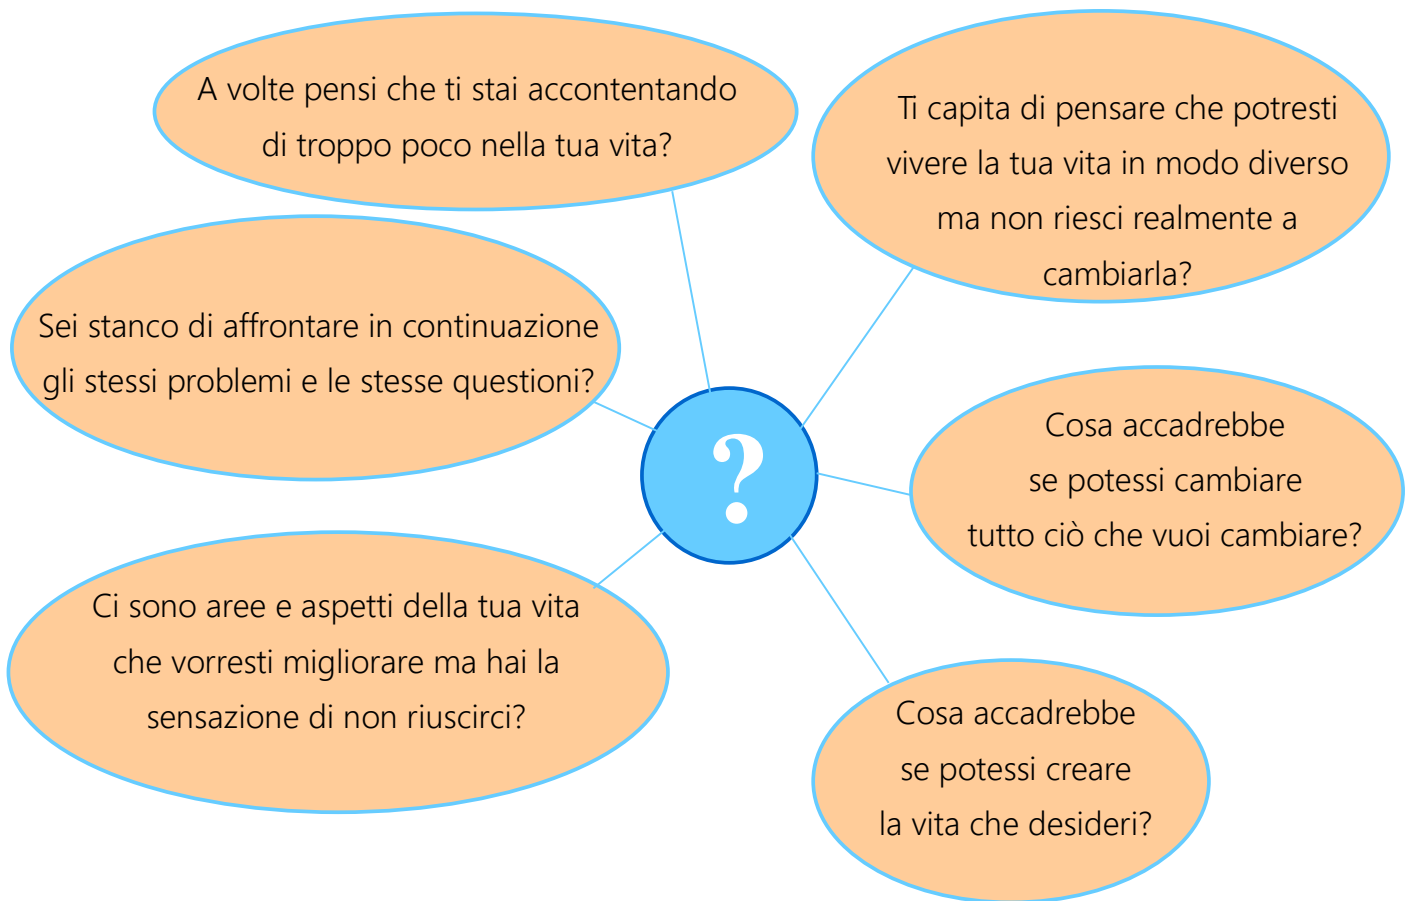 A volte pensi che ti stai accontentando
di troppo poco nella tua vita?
Ti capita di pensare che potresti
vivere la tua vita in modo diverso
ma non riesci realmente a
cambiarla?
Sei stanco di affrontare in continuazione
gli stessi problemi e le stesse questioni?
?
Cosa accadrebbe
se potessi cambiare
tutto ciò che vuoi cambiare?
Ci sono aree e aspetti della tua vita
che vorresti migliorare ma hai la
sensazione di non riuscirci?
Cosa accadrebbe
se potessi creare
la vita che desideri?